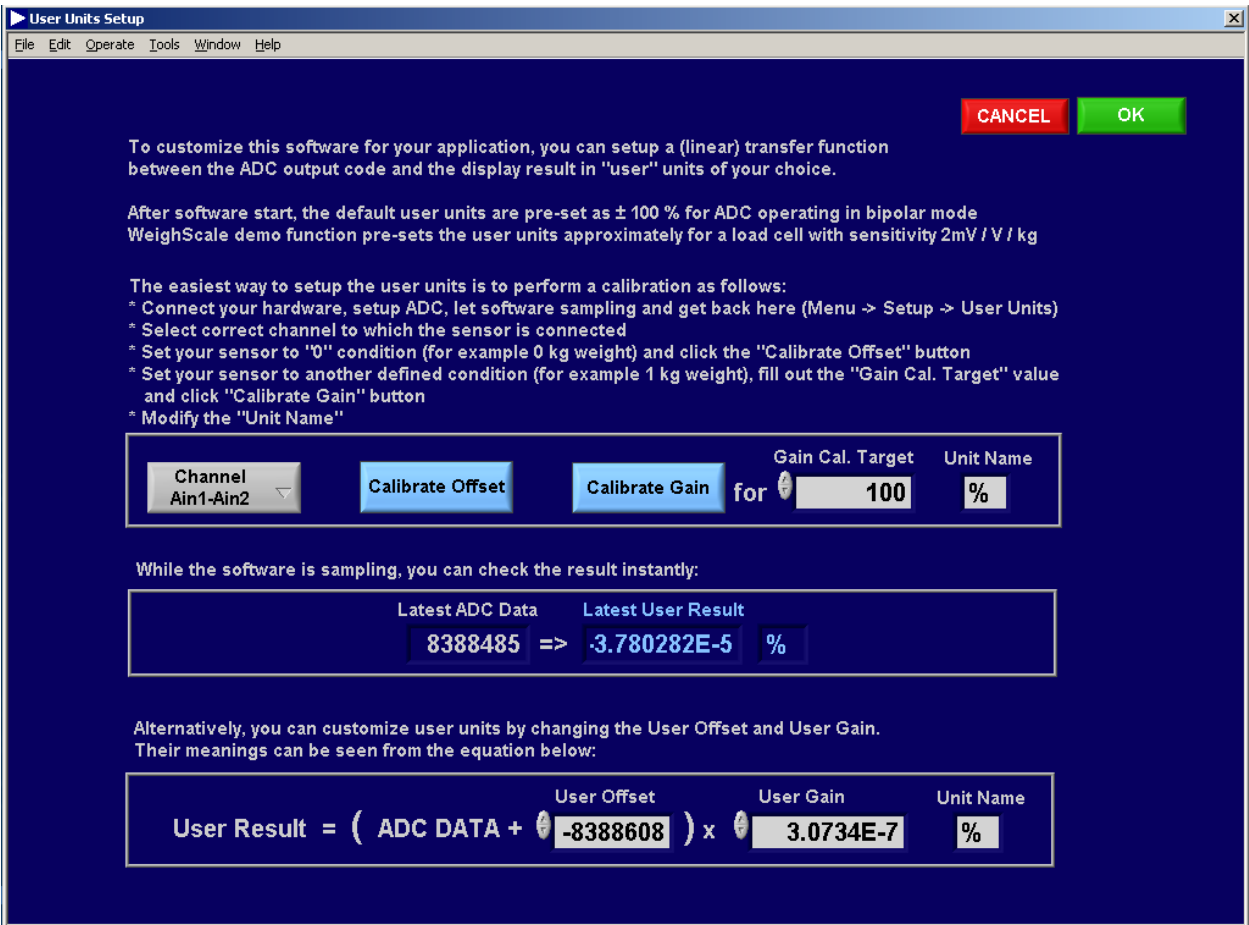 User Units Setup
File Edit Operate Tools Window Help
CANCEL OK
To customize this software for your application, you can setup a (linear) transfer function
between the ADC output code and the display result in "user" units of your choice.
After software start, the default user units are pre-set as ± 100 % for ADC operating in bipolar mode
WeighScale demo function pre-sets the user units approximately for a load cell with sensitivity 2mV / V / kg
The easiest way to setup the user units is to perform a calibration as follows:
* Connect your hardware, setup ADC, let software sampling and get back here (Menu -> Setup -> User Units)
* Select correct channel to which the sensor is connected
* Set your sensor to "0" condition (for example 0 kg weight) and click the "Calibrate Offset" button
* Set your sensor to another defined condition (for example 1 kg weight), fill out the "Gain Cal. Target" value
and click "Calibrate Gain" button
* Modify the "Unit Name"
Gain Cal. Target Unit Name
Channel
Ain1-Ain2
Calibrate Offset Calibrate Gain for 100 %
While the software is sampling, you can check the result instantly:
Latest ADC Data Latest User Result
8388485 => -3.780282E-5 %
Alternatively, you can customize user units by changing the User Offset and User Gain.
Their meanings can be seen from the equation below:
User Offset User Gain Unit Name
User Result = ( ADC DATA + -8388608 ) x 3.0734E-7 %